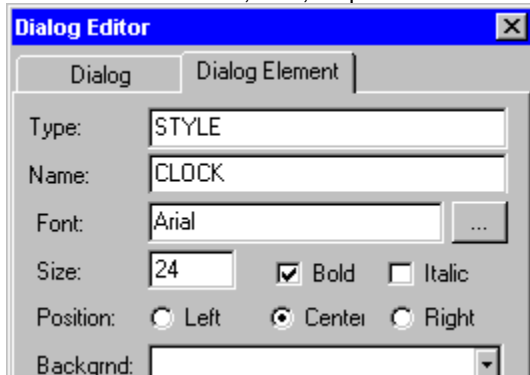 Dialog Editor
Dialog Dialog Element
Type: STYLE
Name: CLOCK
Font: Arial ...
Size: 24 Bold Italic
Position: Left Center Right
Backgrnd: